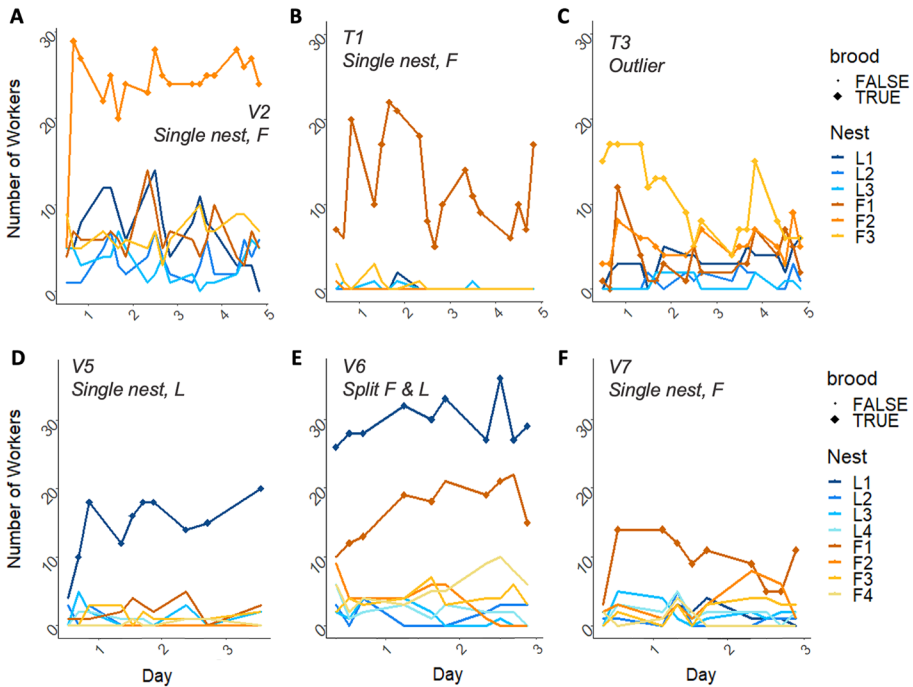 A
V2
Single nest, F
Number of Workers
0
10
20
30
1
2
3
4
5
B
T1
Single nest, F
0
10
20
30
1
2
3
4
5
C
T3
Outlier
0
10
20
30
1
2
3
4
5
brood
FALSE
TRUE
Nest
L1
L2
L3
F1
F2
F3
D
V5
Single nest, L
Number of Workers
0
10
20
30
1
2
3
Day
E
V6
Split F & L
0
10
20
30
1
2
3
Day
F
V7
Single nest, F
0
10
20
30
1
2
3
Day
brood
FALSE
TRUE
Nest
L1
L2
L3
L4
F1
F2
F3
F4